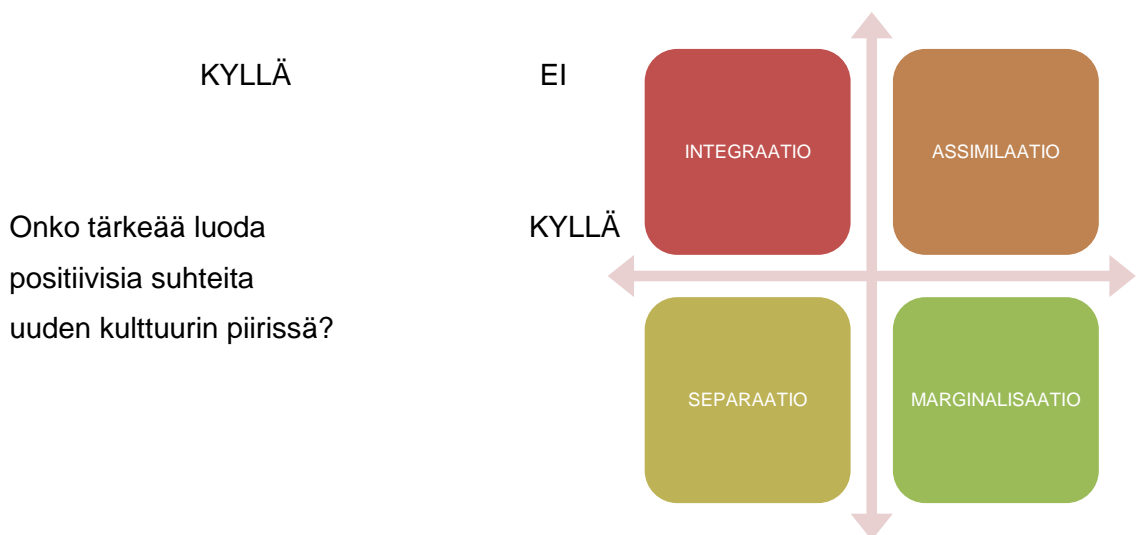 KYLLÄ EI
INTEGRAATIO ASSIMILAATIO
Onko tärkeää luoda KYLLÄ
positiivisia suhteita
uuden kulttuurin piirissä?
SEPARAATIO MARGINALISAATIO